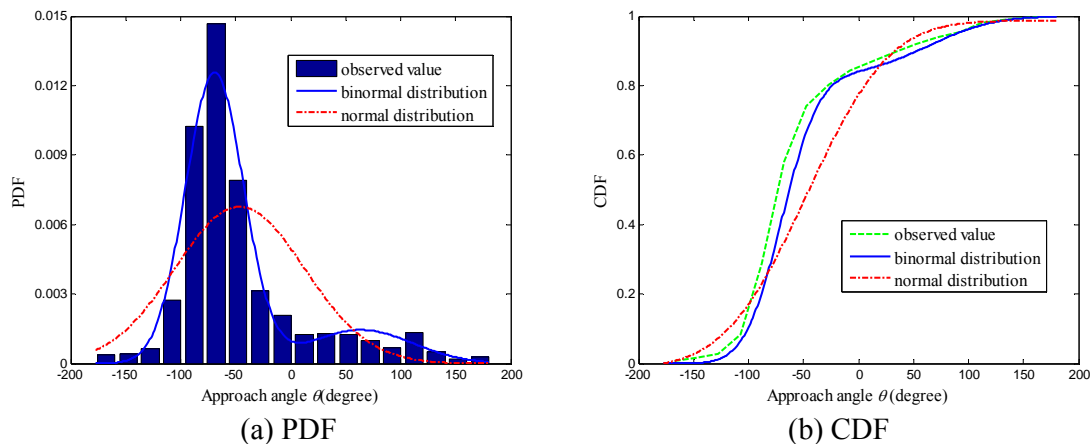 0.015
0.012
0.009
0.006
0.003
0
PDF
-200 -150 -100 -50 0 50 100 150 200
Approach angle θ(degree)
observed value
binormal distribution
normal distribution
(a) PDF
1
0.8
0.6
0.4
0.2
0
CDF
-200 -150 -100 -50 0 50 100 150 200
Approach angle θ (degree)
observed value
binormal distribution
normal distribution
(b) CDF